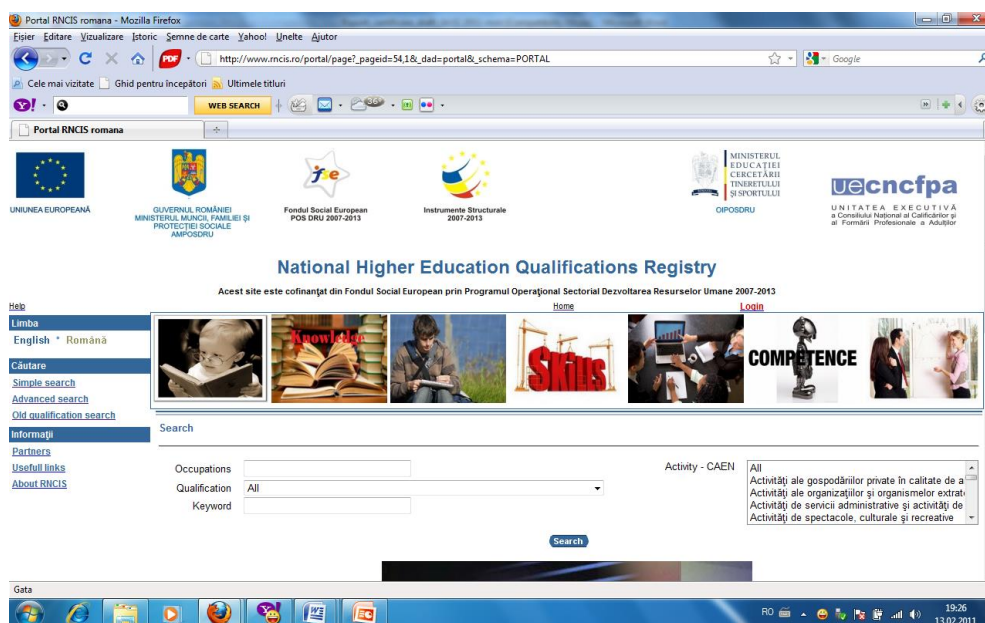 Portal RNCIS romana - Mozilla Firefox
Fișier Editare Vizualizare Istoric Semne de carte Yahoo! Unelte Ajutor
PDF http://www.rncis.ro/portal/page?_pageid=54,1&_dad=portal&_schema=PORTAL Google
Cele mai vizitate Ghid pentru începători Ultimele titluri
Y! WEB SEARCH 36°
Portal RNCIS romana
fse
MINISTERUL
EDUCAȚIEI
CERCETĂRII
TINERETULUI
ȘI SPORTULUI
uecncfpa
UNIUNEA EUROPEANĂ
GUVERNUL ROMÂNIEI
MINISTERUL MUNCII, FAMILIEI ŞI
PROTECŢIEI SOCIALE
AMPOSDRU
Fondul Social European
POS DRU 2007-2013
Instrumente Structurale
2007-2013
OIPOSDRU
UNITATEA EXECUTIVĂ
a Consiliului Naţional al Calificărilor şi
al Formării Profesionale a Adulţilor
National Higher Education Qualifications Registry
Acest site este cofinanţat din Fondul Social European prin Programul Operaţional Sectorial Dezvoltarea Resurselor Umane 2007-2013
Help Home Login
Limba
English * Română
Căutare
Simple search
Advanced search
Old qualification search
Informaţii
Partners
Usefull links
About RNCIS
Knowledge
Skills
COMPETENCE
Search
Occupations
Qualification All
Keyword
Activity - CAEN
All
Activităţi ale gospodăriilor private în calitate de a
Activităţi ale organizaţiilor şi organismelor
Activităţi de servicii administrative şi activităţi de
Activităţi de spectacole, culturale şi recreative
Search
Gata
RO
19:26
13.02.2011